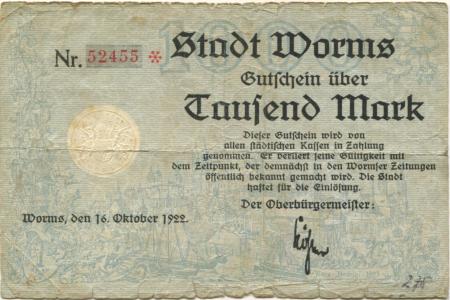 Nr. 52455 *
Stadt Worms
Gutschein über
Tausend Mark
Dieser Gutschein wird von
allen städtischen Kassen in Zahlung
genommen. Er verliert seine Gültigkeit mit
dem Zeitpunkt, der demnächst in den Wormser Zeitungen
öffentlich bekannt gemacht wird. Die Stadt
haftet für die Einlösung.
Der Oberbürgermeister:
Worms, den 16. Oktober 1922.